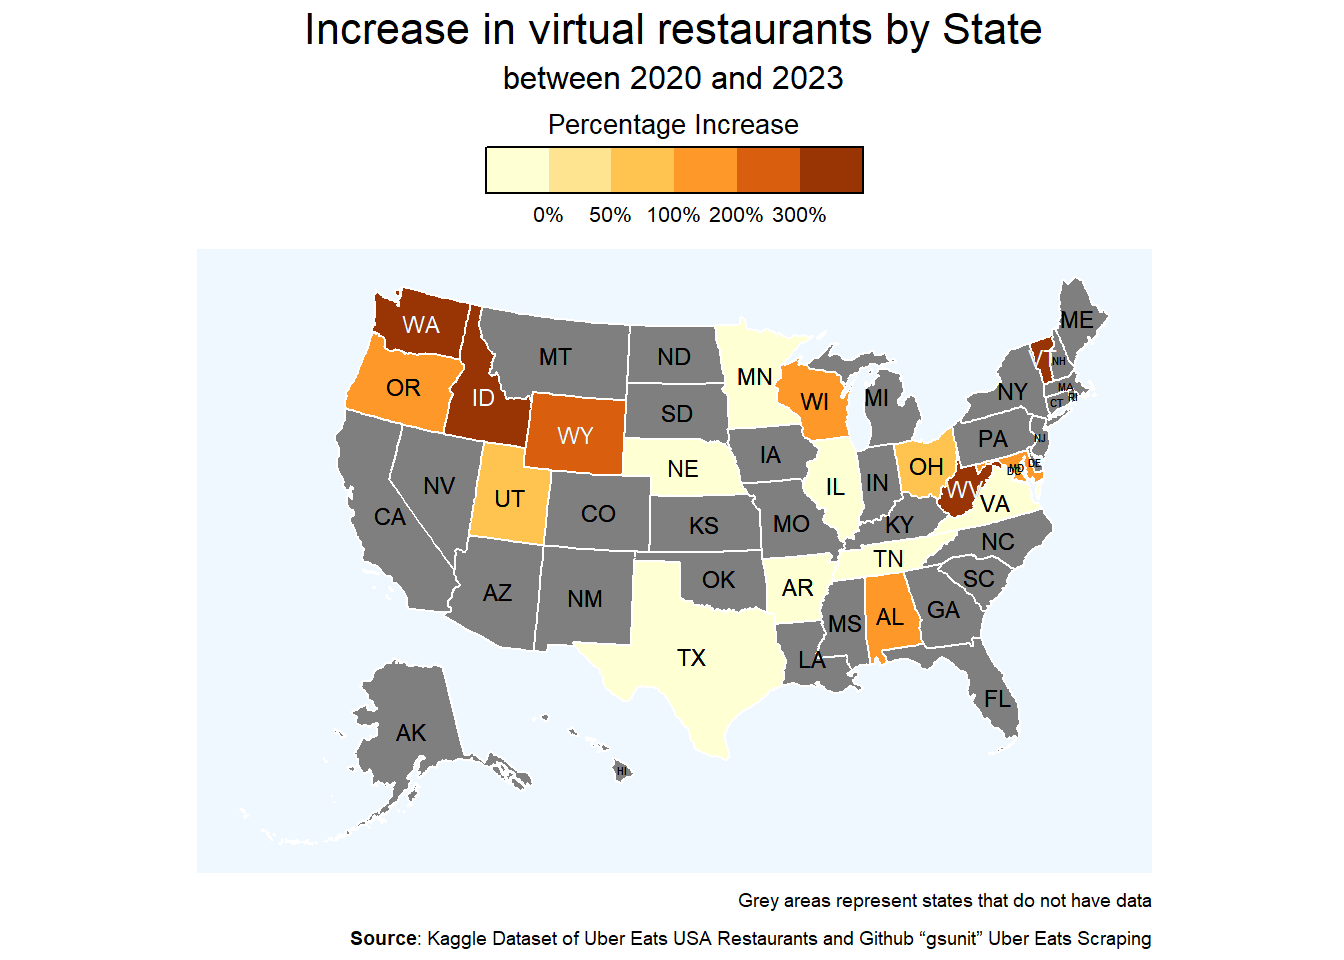 Increase in virtual restaurants by State
between 2020 and 2023
Percentage Increase
0% 50% 100% 200% 300%
ME
WA
VT
NH
MT
ND
MN
MA
OR
ID
WI
MI
NY
RI
CT
SD
WY
PA
NJ
IA
NE
OH
DE
MD
DC
NV
UT
IL
IN
WV
VA
CA
CO
KS
MO
KY
NC
TN
OK
AR
SC
AZ
NM
MS
AL
GA
TX
LA
FL
AK
HI
Grey areas represent states that do not have data
Source: Kaggle Dataset of Uber Eats USA Restaurants and Github “gsunit” Uber Eats Scraping